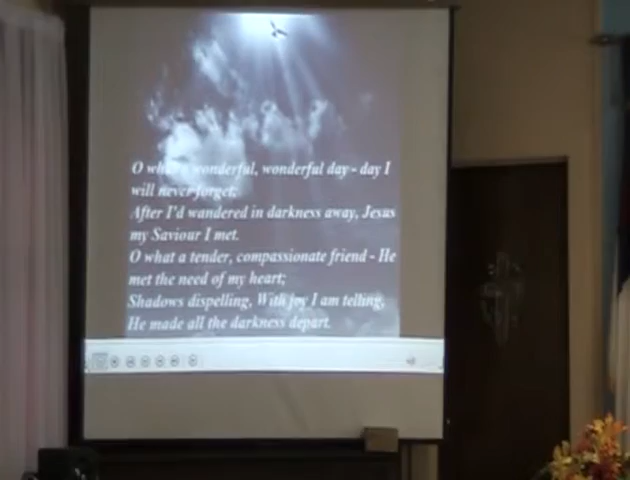 O what a wonderful, wonderful day - day I
will never forget;
After I'd wandered in darkness away, Jesus
my Saviour I met.
O what a tender, compassionate friend - He
met the need of my heart;
Shadows dispelling, With joy I am telling,
He made all the darkness depart.